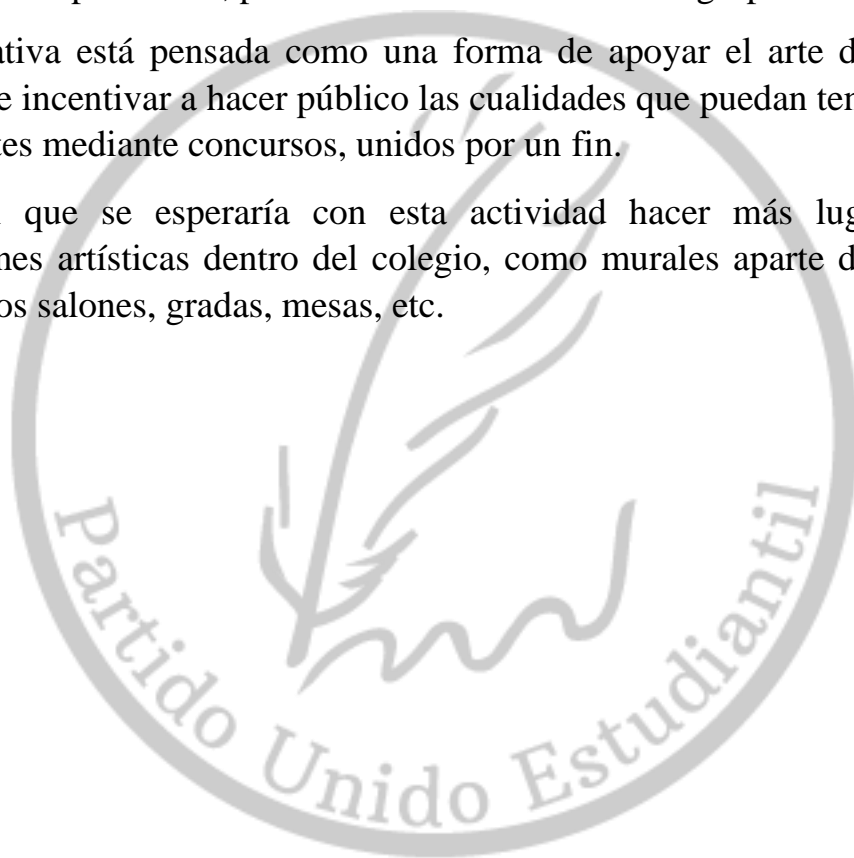 ativa está pensada como una forma de apoyar el arte d
e incentivar a hacer público las cualidades que puedan ten
tes mediante concursos, unidos por un fin.
que se esperaría con esta actividad hacer más lug
nes artísticas dentro del colegio, como murales aparte d
os salones, gradas, mesas, etc.
Partido Unido Estudiantil